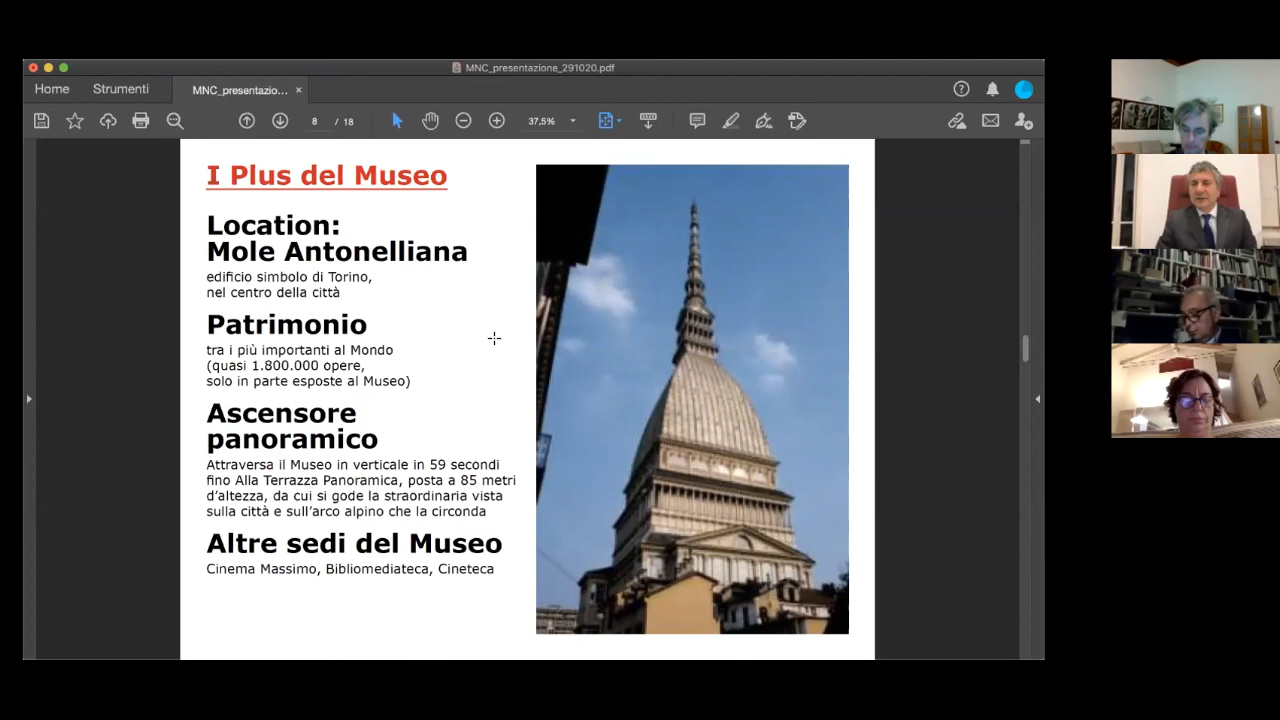 MNC_presentazione_291020.pdf
Home
Strumenti
MNC_presentazio... ×
8 / 18
37,5%
I Plus del Museo
Location:
Mole Antonelliana
edificio simbolo di Torino,
nel centro della città
Patrimonio
tra i più importanti al Mondo
(quasi 1.800.000 opere,
solo in parte esposte al Museo)
Ascensore
panoramico
Attraversa il Museo in verticale in 59 secondi
fino Alla Terrazza Panoramica, posta a 85 metri
d'altezza, da cui si gode la straordinaria vista
sulla città e sull'arco alpino che la circonda
Altre sedi del Museo
Cinema Massimo, Bibliomediateca, Cineteca